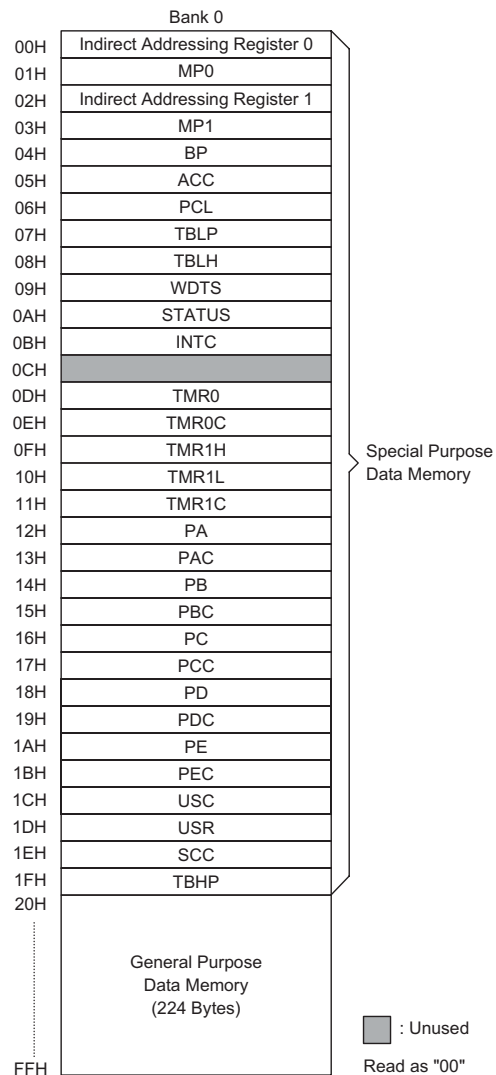 Bank 0
00H Indirect Addressing Register 0
01H MP0
02H Indirect Addressing Register 1
03H MP1
04H BP
05H ACC
06H PCL
07H TBLP
08H TBLH
09H WDTS
0AH STATUS
0BH INTC
0CH
0DH TMR0
0EH TMR0C
0FH TMR1H
10H TMR1L
11H TMR1C
12H PA
13H PAC
14H PB
15H PBC
16H PC
17H PCC
18H PD
19H PDC
1AH PE
1BH PEC
1CH USC
1DH USR
1EH SCC
1FH TBHP
20H
Special Purpose
Data Memory
General Purpose
Data Memory
(224 Bytes)
FFH
: Unused
Read as "00"